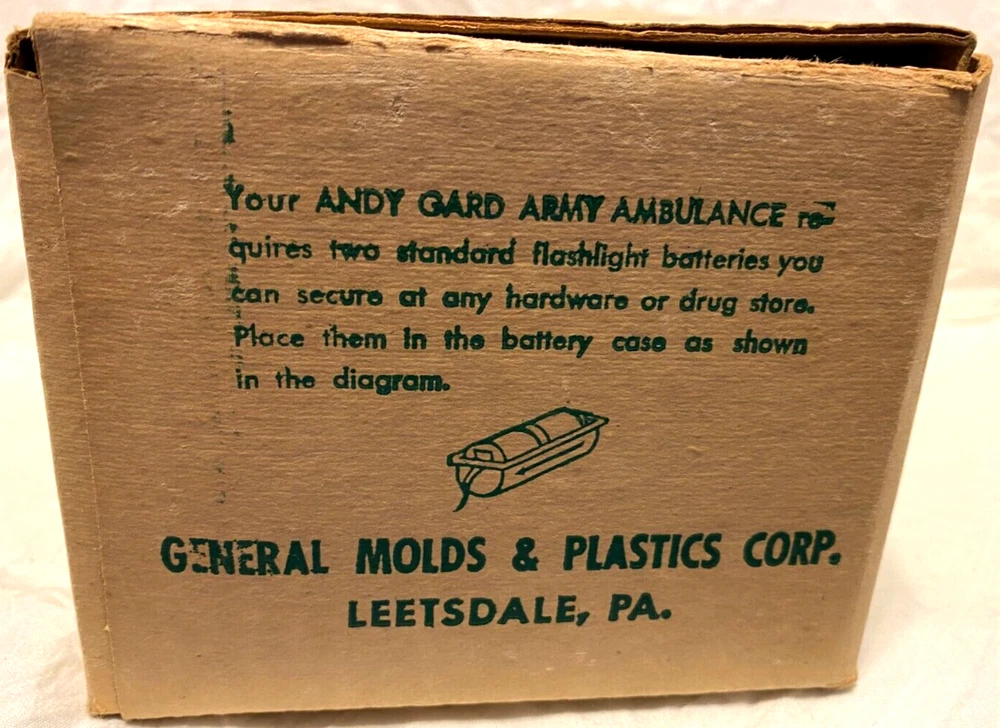 Your ANDY GARD ARMY AMBULANCE re-
quires two standard flashlight batteries you
can secure at any hardware or drug store.
Place them in the battery case as shown
in the diagram.
GENERAL MOLDS & PLASTICS CORP.
LEETSDALE, PA.